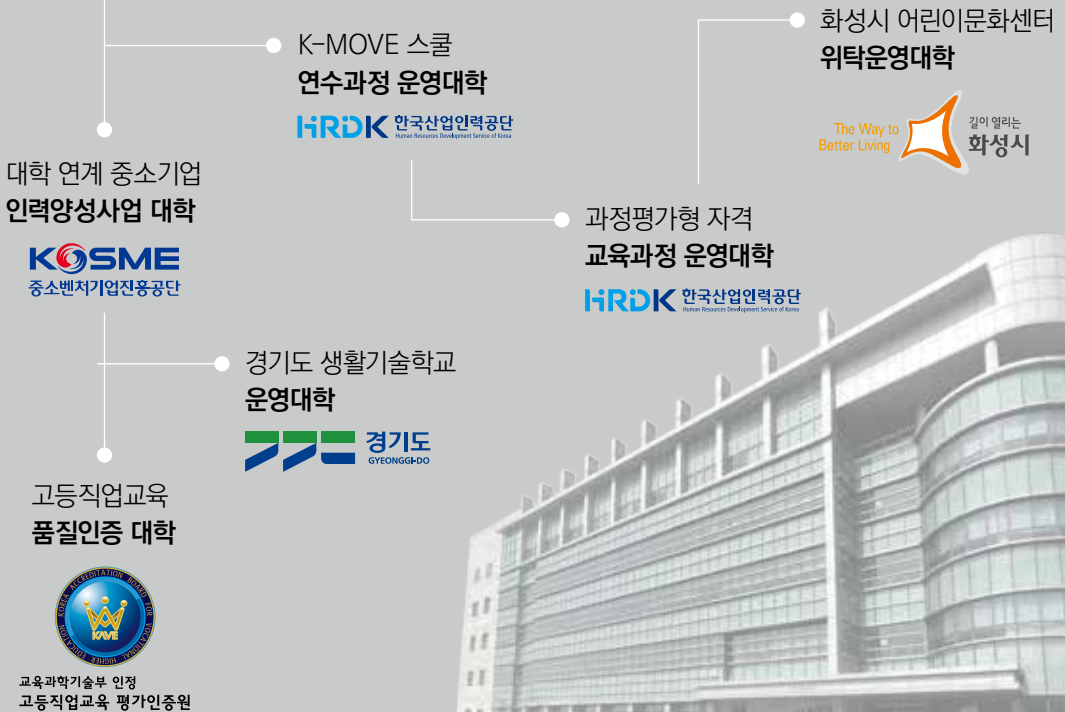 K-MOVE 스쿨
연수과정 운영대학
HRDK 한국산업인력공단
Human Resources Development Service of Korea
화성시 어린이문화센터
위탁운영대학
The Way to
Better Living
길이 열리는
화성시
대학 연계 중소기업
인력양성사업 대학
KOSME
중소벤처기업진흥공단
과정평가형 자격
교육과정 운영대학
HRDK 한국산업인력공단
Human Resources Development Service of Korea
경기도 생활기술학교
운영대학
경기도
GYEONGGI-DO
고등직업교육
품질인증 대학
KOREA ACCREDITATION BOARD FOR VOCATIONAL HIGHER EDUCATION
KAVE
교육과학기술부 인정
고등직업교육 평가인증원